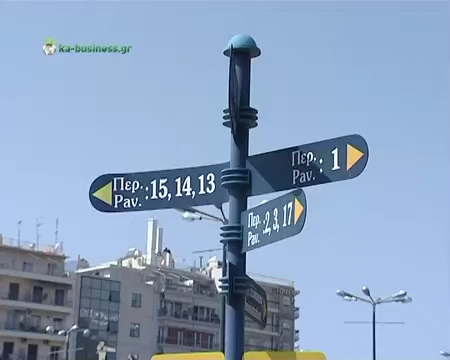 ka-business.gr
Περ. :15, 14, 13
Pav.
Περ. : 1
Pav.
Περ. :2, 3, 17
Pav.